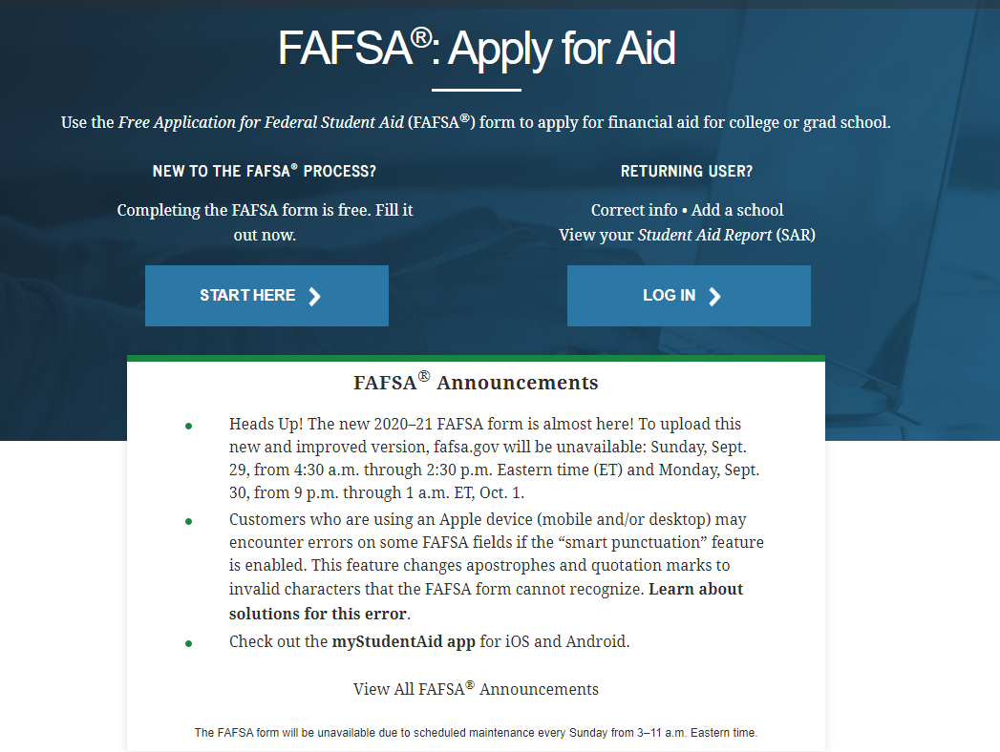 FAFSA®: Apply for Aid
Use the Free Application for Federal Student Aid (FAFSA®) form to apply for financial aid for college or grad school.
NEW TO THE FAFSA® PROCESS?
Completing the FAFSA form is free. Fill it
out now.
START HERE
RETURNING USER?
Correct info • Add a school
View your Student Aid Report (SAR)
LOG IN
FAFSA® Announcements
• Heads Up! The new 2020–21 FAFSA form is almost here! To upload this
new and improved version, fafsa.gov will be unavailable: Sunday, Sept.
29, from 4:30 a.m. through 2:30 p.m. Eastern time (ET) and Monday, Sept.
30, from 9 p.m. through 1 a.m. ET, Oct. 1.
• Customers who are using an Apple device (mobile and/or desktop) may
encounter errors on some FAFSA fields if the “smart punctuation” feature
is enabled. This feature changes apostrophes and quotation marks to
invalid characters that the FAFSA form cannot recognize. Learn about
solutions for this error.
• Check out the myStudentAid app for iOS and Android.
View All FAFSA® Announcements
The FAFSA form will be unavailable due to scheduled maintenance every Sunday from 3–11 a.m. Eastern time.